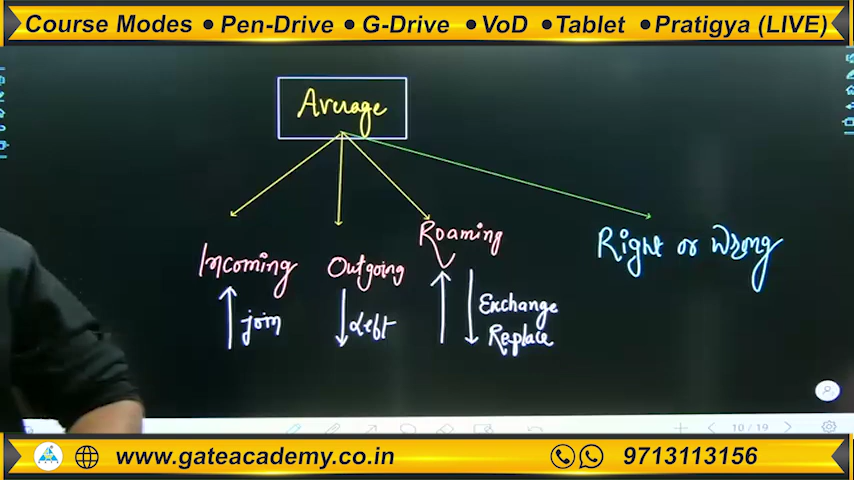 Course Modes • Pen-Drive • G-Drive • VoD • Tablet • Pratigya (LIVE)
Average
Incoming
Outgoing
Roaming
Right or Wrong
join
left
Exchange
Replace
10 / 19
www.gateacademy.co.in
9713113156